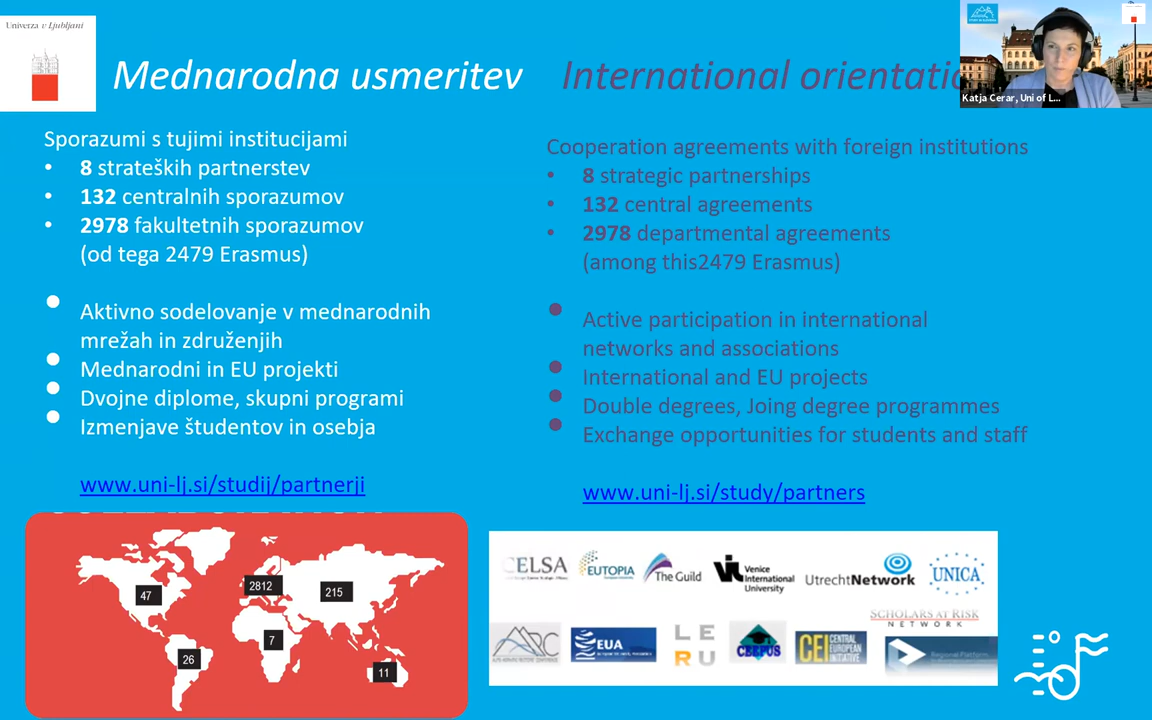 Univerza v Ljubljani
Mednarodna usmeritev
Sporazumi s tujimi institucijami
• 8 strateških partnerstev
• 132 centralnih sporazumov
• 2978 fakultetnih sporazumov
(od tega 2479 Erasmus)
• Aktivno sodelovanje v mednarodnih
mrežah in združenjih
• Mednarodni in EU projekti
• Dvojne diplome, skupni programi
• Izmenjave študentov in osebja
www.uni-lj.si/studij/partnerji
International orientatio
Cooperation agreements with foreign institutions
• 8 strategic partnerships
• 132 central agreements
• 2978 departmental agreements
(among this2479 Erasmus)
• Active participation in international
networks and associations
• International and EU projects
• Double degrees, Joing degree programmes
• Exchange opportunities for students and staff
www.uni-lj.si/study/partners
Katja Cerar, Uni of L...
47
2812
215
7
26
11
CELSA
EUTOPIA
The Guild
Venice
International
University
UtrechtNetwork
UNICA
SCHOLARS AT RISK
NETWORK
EUA
LE
RU
CEEPUS
CEI CENTRAL
EUROPEAN
INITIATIVE
Regional Platform